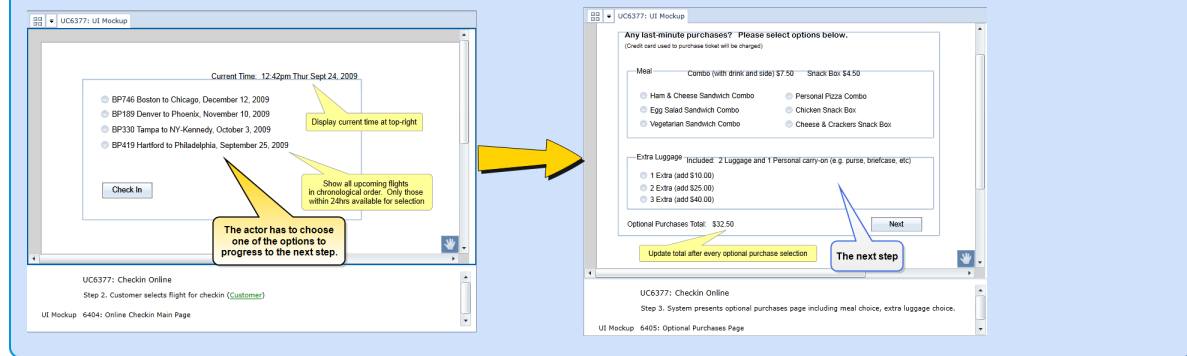 UC6377: UI Mockup
Current Time: 12:42pm Thur Sept 24, 2009
BP746 Boston to Chicago, December 12, 2009
BP189 Denver to Phoenix, November 10, 2009
BP330 Tampa to NY-Kennedy, October 3, 2009
BP419 Hartford to Philadelphia, September 25, 2009
Display current time at top-right
Show all upcoming flights
in chronological order. Only those
within 24hrs available for selection
Check In
The actor has to choose
one of the options to
progress to the next step.
UC6377: Checkin Online
Step 2. Customer selects flight for checkin (Customer)
UI Mockup 6404: Online Checkin Main Page
UC6377: UI Mockup
Any last-minute purchases? Please select options below.
(Credit card used to purchase ticket will be charged)
Meal Combo (with drink and side) $7.50 Snack Box $4.50
Ham & Cheese Sandwich Combo Personal Pizza Combo
Egg Salad Sandwich Combo Chicken Snack Box
Vegetarian Sandwich Combo Cheese & Crackers Snack Box
Extra Luggage Included: 2 Luggage and 1 Personal carry-on (e.g. purse, briefcase, etc)
1 Extra (add $10.00)
2 Extra (add $25.00)
3 Extra (add $40.00)
Optional Purchases Total: $32.50 Next
Update total after every optional purchase selection
The next step
UC6377: Checkin Online
Step 3. System presents optional purchases page including meal choice, extra luggage choice.
UI Mockup 6405: Optional Purchases Page